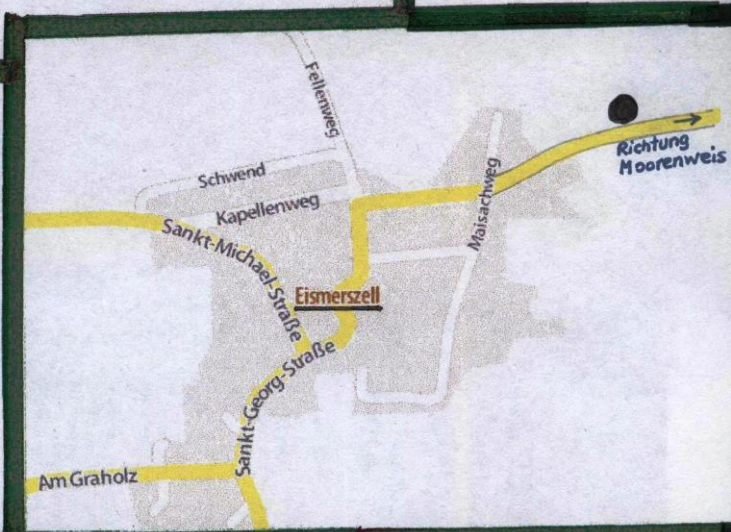 Fellenweg
Schwend
Kapellenweg
Sankt-Michael-Straße
Maisachweg
Richtung
Moorenweis
Eismerszell
Sankt-Georg-Straße
Am Graholz